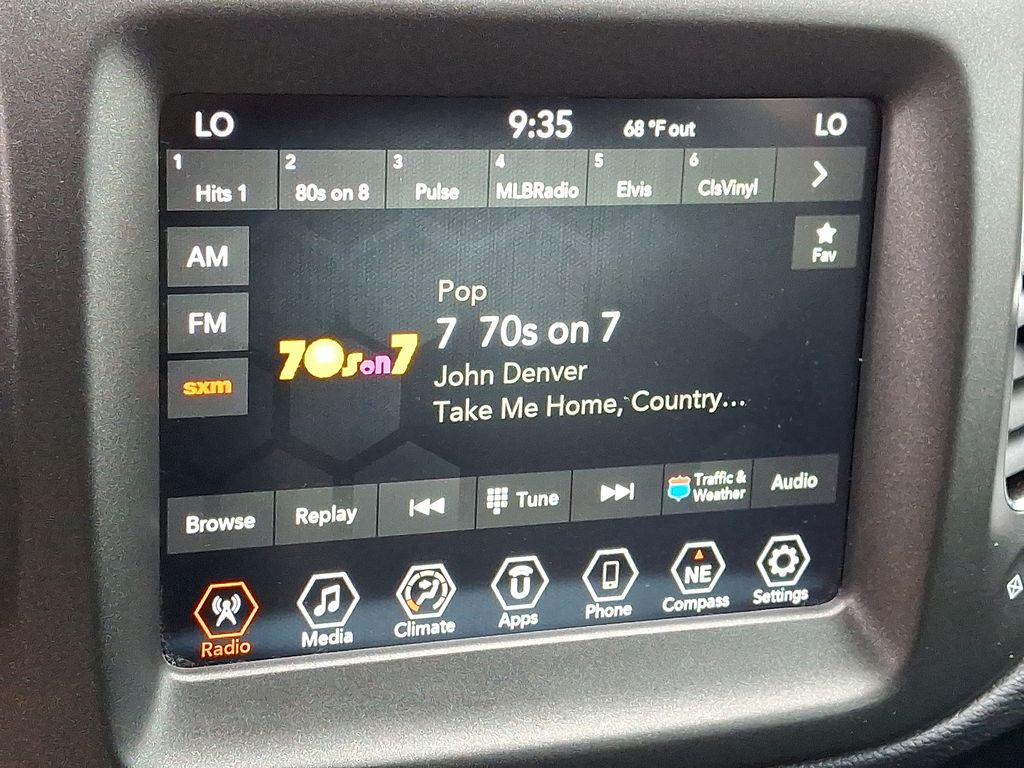 LO 9:35 68 °F out LO
1 Hits 1
2 80s on 8
3 Pulse
4 MLBRadio
5 Elvis
6 ClsVinyl
AM
FM
sxm
Fav
70s on 7
Pop
7 70s on 7
John Denver
Take Me Home, Country...
Browse
Replay
Tune
Traffic &
Weather
Audio
Radio
Media
Climate
U
Apps
Phone
NE
Compass
Settings